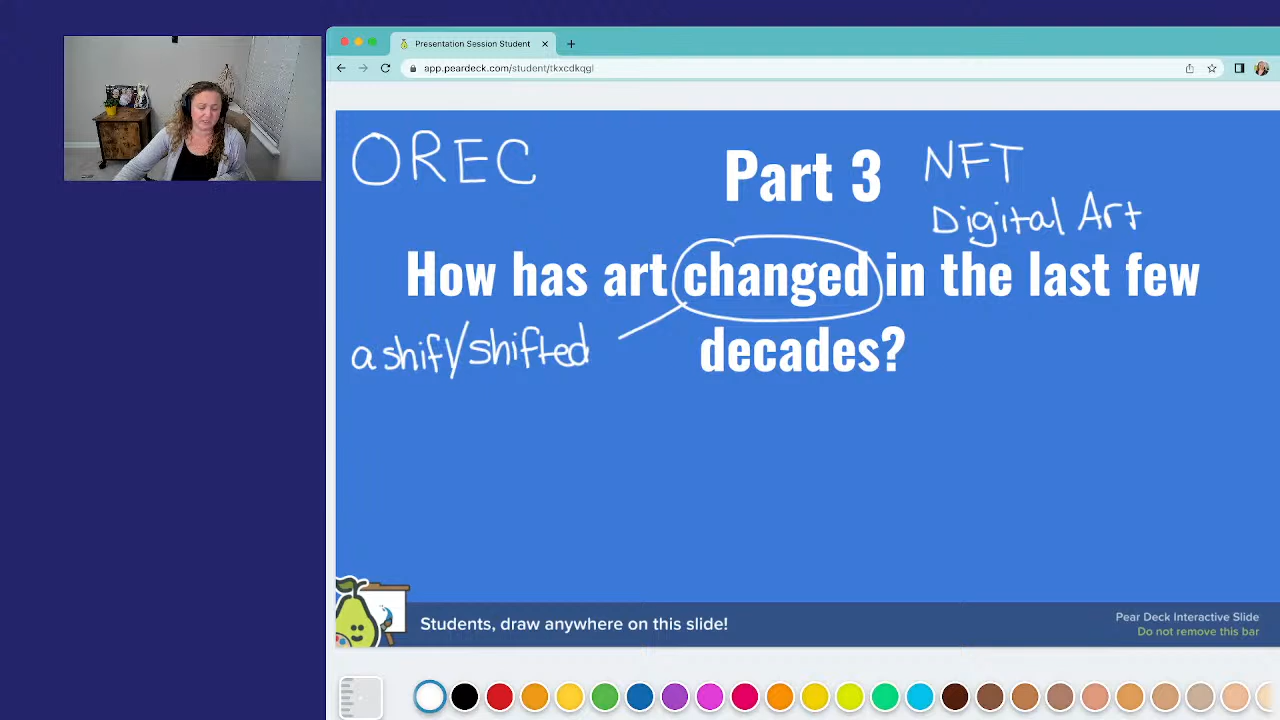 Presentation Session Student
app.peardeck.com/student/tkxcdkqgl
OREC
Part 3
NFT
Digital Art
How has art changed in the last few
decades?
a shift/shifted
Students, draw anywhere on this slide!
Pear Deck Interactive Slide
Do not remove this bar